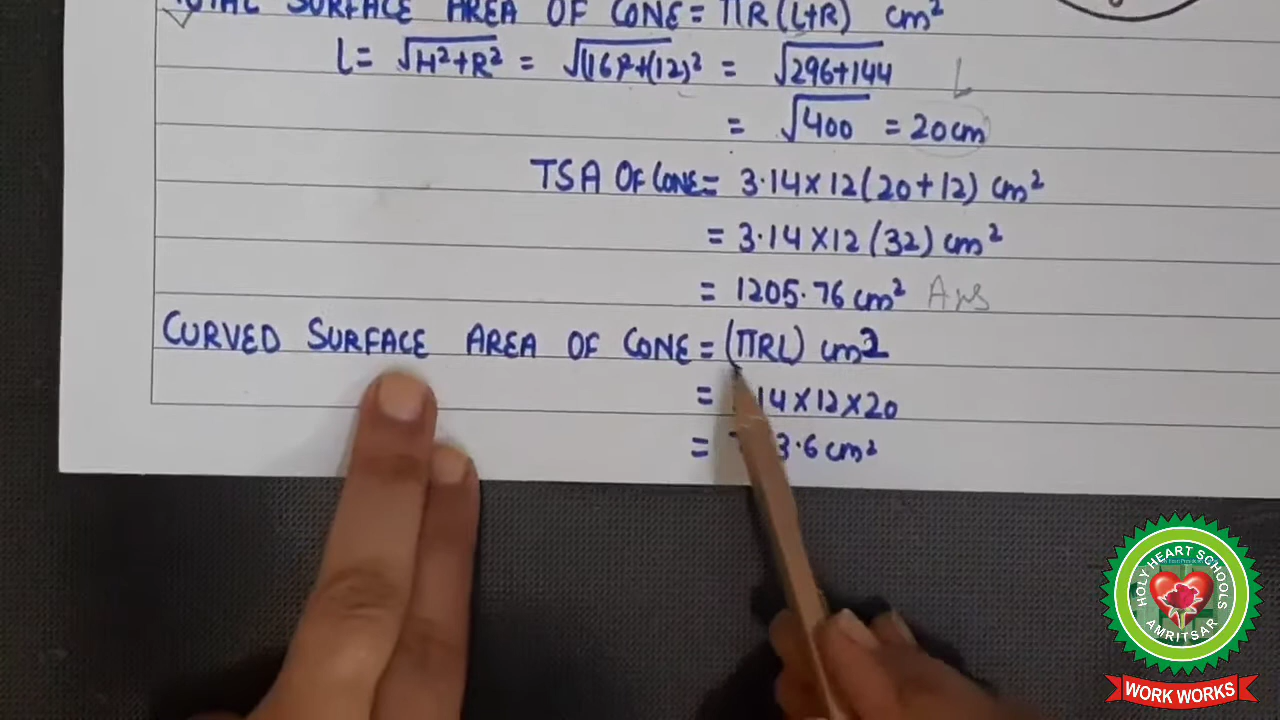 TOTAL SURFACE AREA OF CONE = πR(L+R) cm²
L = √H²+R² = √(16)²+(12)² = √296+144 L
= √400 = 20cm
TSA OF CONE = 3.14×12(20+12) cm²
= 3.14×12(32) cm²
= 1205.76 cm² Ans
CURVED SURFACE AREA OF CONE = (πRL) cm²
= 14×12×20
= 3.6 cm²
HOLY HEART SCHOOLS
AMRITSAR
WORK WORKS